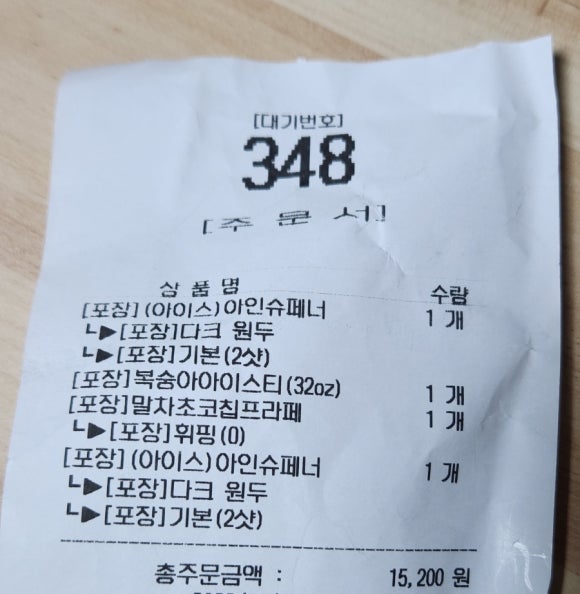 [대기번호]
348
[주 문 서]
상 품 명 수량
[포장](아이스)아인슈페너 1 개
┗▶[포장]다크 원두
┗▶[포장]기본(2샷)
[포장]복숭아아이스티(32oz) 1 개
[포장]말차초코칩프라페 1 개
┗▶[포장]휘핑(O)
[포장](아이스)아인슈페너 1 개
┗▶[포장]다크 원두
┗▶[포장]기본(2샷)
총주문금액 : 15,200 원